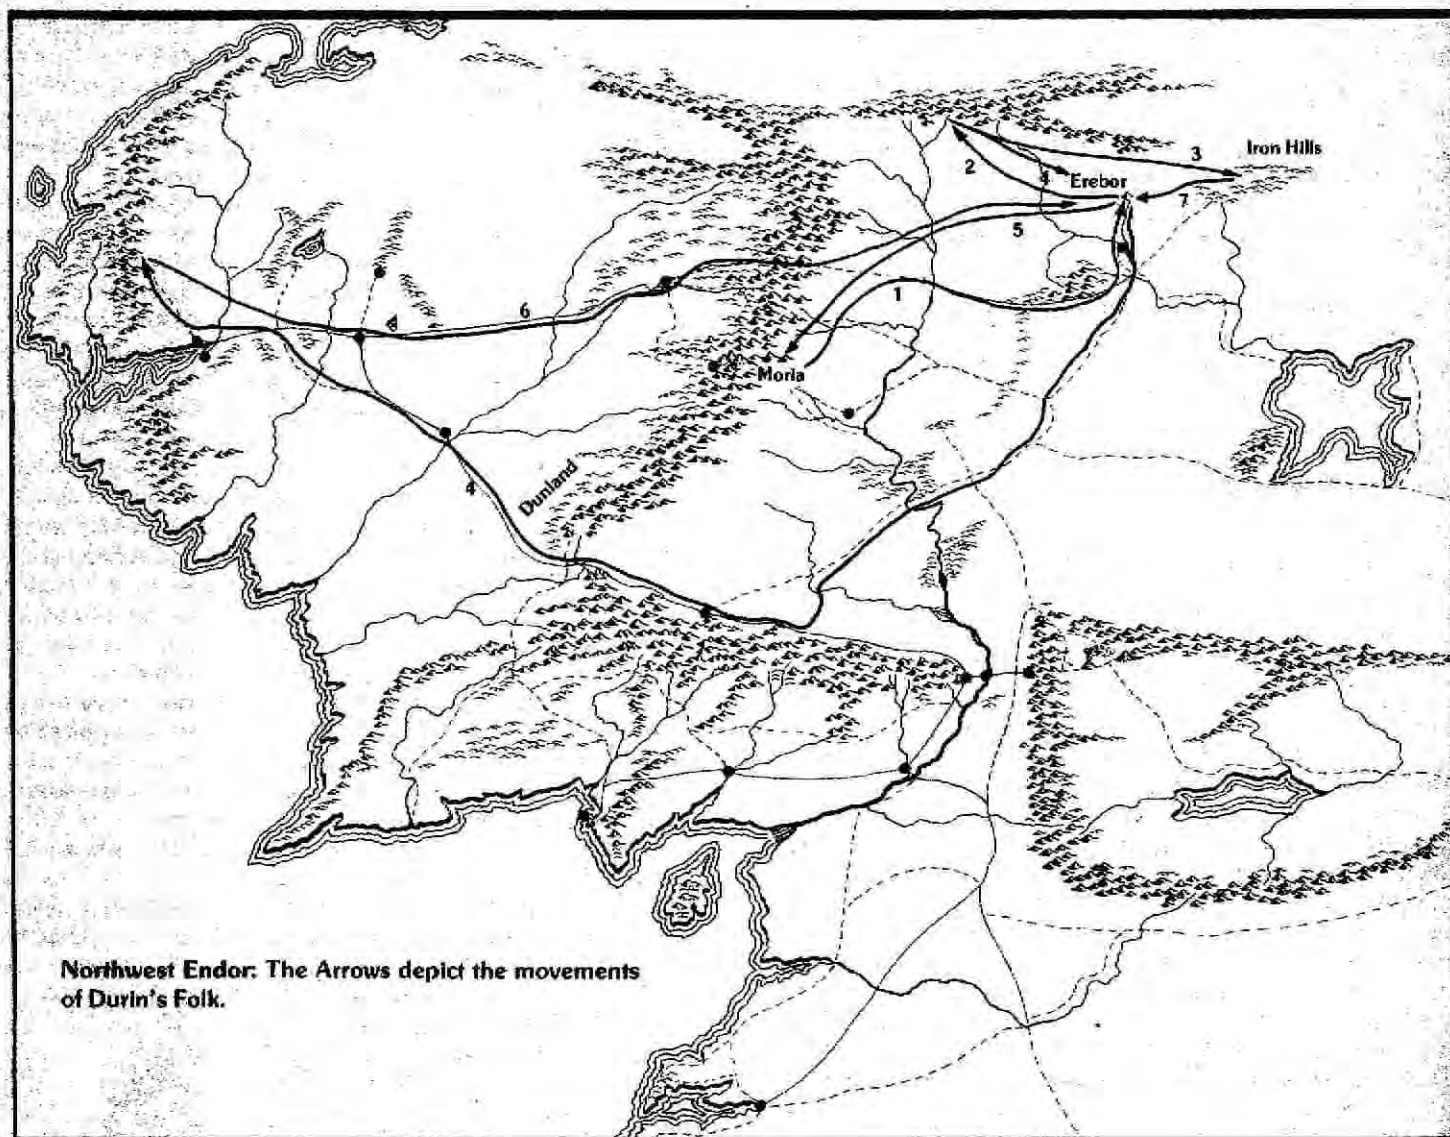 3
Iron Hills
2
4
Erebor
7
5
1
6
Moria
4
Dunland
Northwest Endor: The Arrows depict the movements
of Durin's Folk.